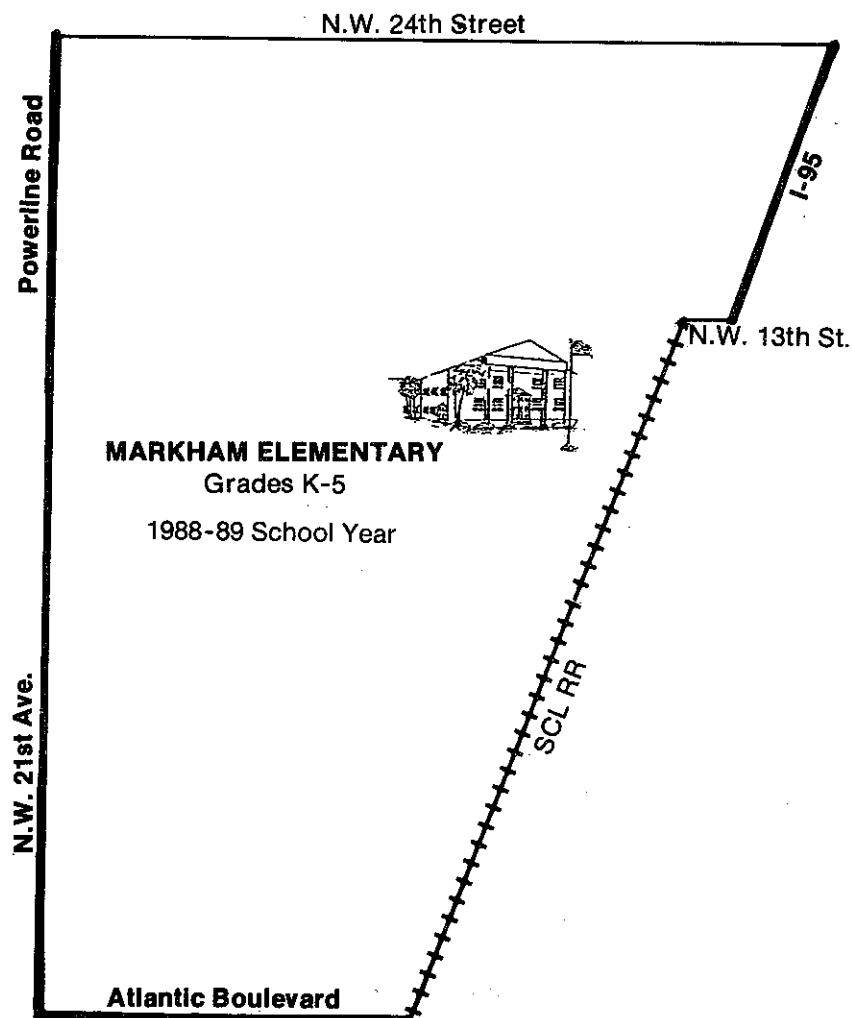 N.W. 24th Street
Powerline Road
I-95
N.W. 13th St.
MARKHAM ELEMENTARY
Grades K-5
1988-89 School Year
SCL RR
N.W. 21st Ave.
Atlantic Boulevard